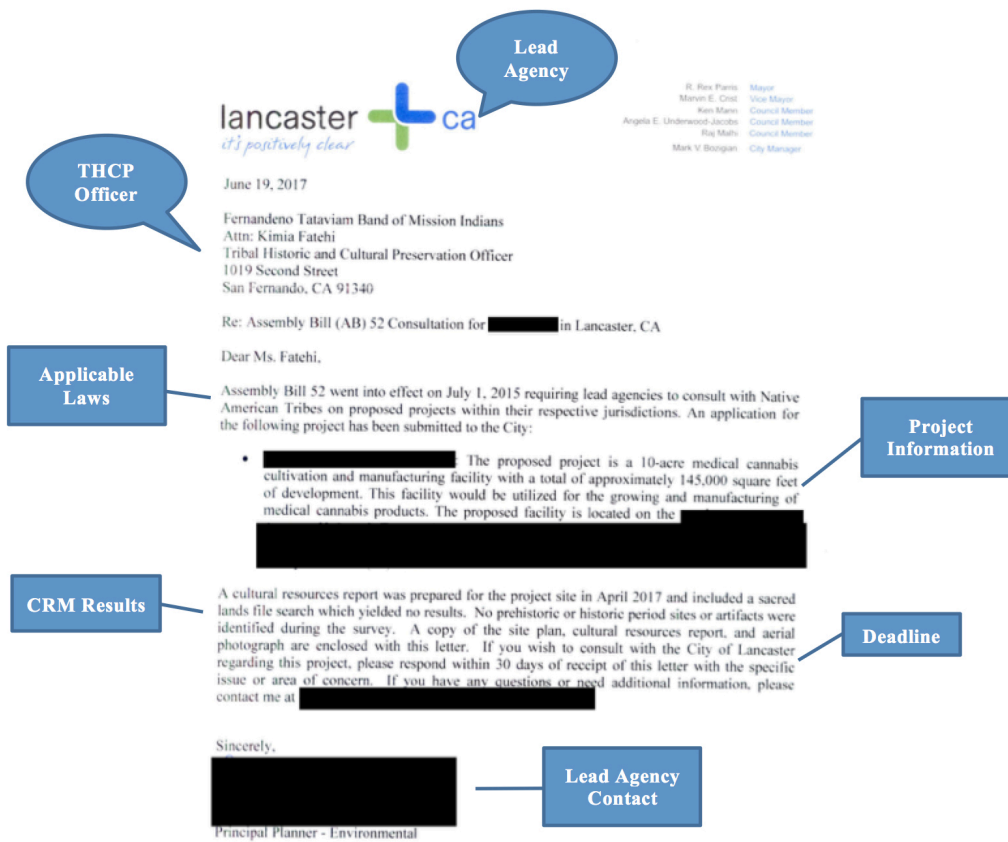 Lead
Agency
lancaster ca
it's positively clear
R. Rex Parris Mayor
Marvin E. Crist Vice Mayor
Ken Mann Council Member
Angela E. Underwood-Jacobs Council Member
Raj Malhi Council Member
Mark V. Bozigian City Manager
THCP
Officer
June 19, 2017
Fernandeno Tataviam Band of Mission Indians
Attn: Kimia Fatehi
Tribal Historic and Cultural Preservation Officer
1019 Second Street
San Fernando, CA 91340
Re: Assembly Bill (AB) 52 Consultation for in Lancaster, CA
Dear Ms. Fatehi,
Applicable
Laws
Assembly Bill 52 went into effect on July 1, 2015 requiring lead agencies to consult with Native
American Tribes on proposed projects within their respective jurisdictions. An application for
the following project has been submitted to the City:
Project
Information
• : The proposed project is a 10-acre medical cannabis
cultivation and manufacturing facility with a total of approximately 145,000 square feet
of development. This facility would be utilized for the growing and manufacturing of
medical cannabis products. The proposed facility is located on the
CRM Results
A cultural resources report was prepared for the project site in April 2017 and included a sacred
lands file search which yielded no results. No prehistoric or historic period sites or artifacts were
identified during the survey. A copy of the site plan, cultural resources report, and aerial
photograph are enclosed with this letter. If you wish to consult with the City of Lancaster
regarding this project, please respond within 30 days of receipt of this letter with the specific
issue or area of concern. If you have any questions or need additional information, please
contact me at
Deadline
Sincerely,
Lead Agency
Contact
Principal Planner - Environmental